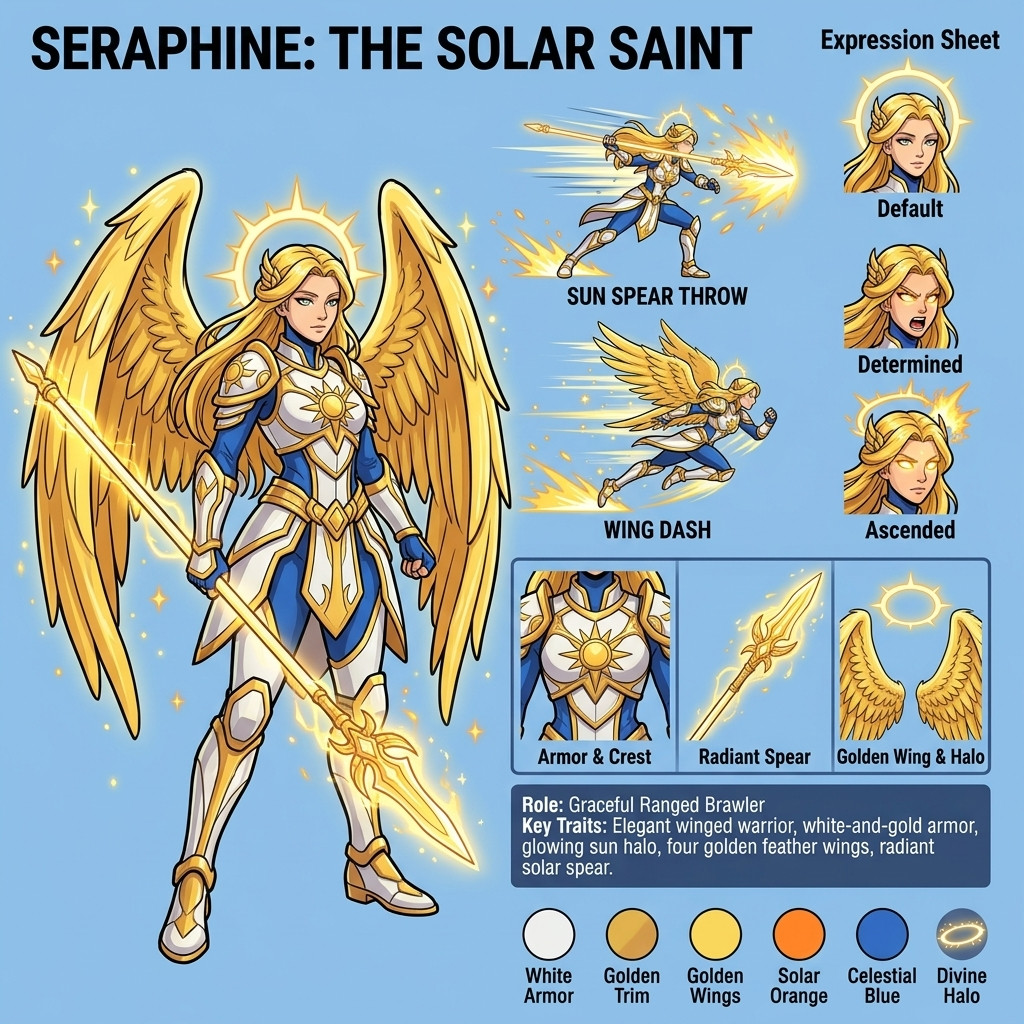 SERAPHINE: THE SOLAR SAINT
Expression Sheet
Default
Determined
Ascended
SUN SPEAR THROW
WING DASH
Armor & Crest
Radiant Spear
Golden Wing & Halo
Role: Graceful Ranged Brawler
Key Traits: Elegant winged warrior, white-and-gold armor,
glowing sun halo, four golden feather wings, radiant
solar spear.
White
Armor
Golden
Trim
Golden
Wings
Solar
Orange
Celestial
Blue
Divine
Halo